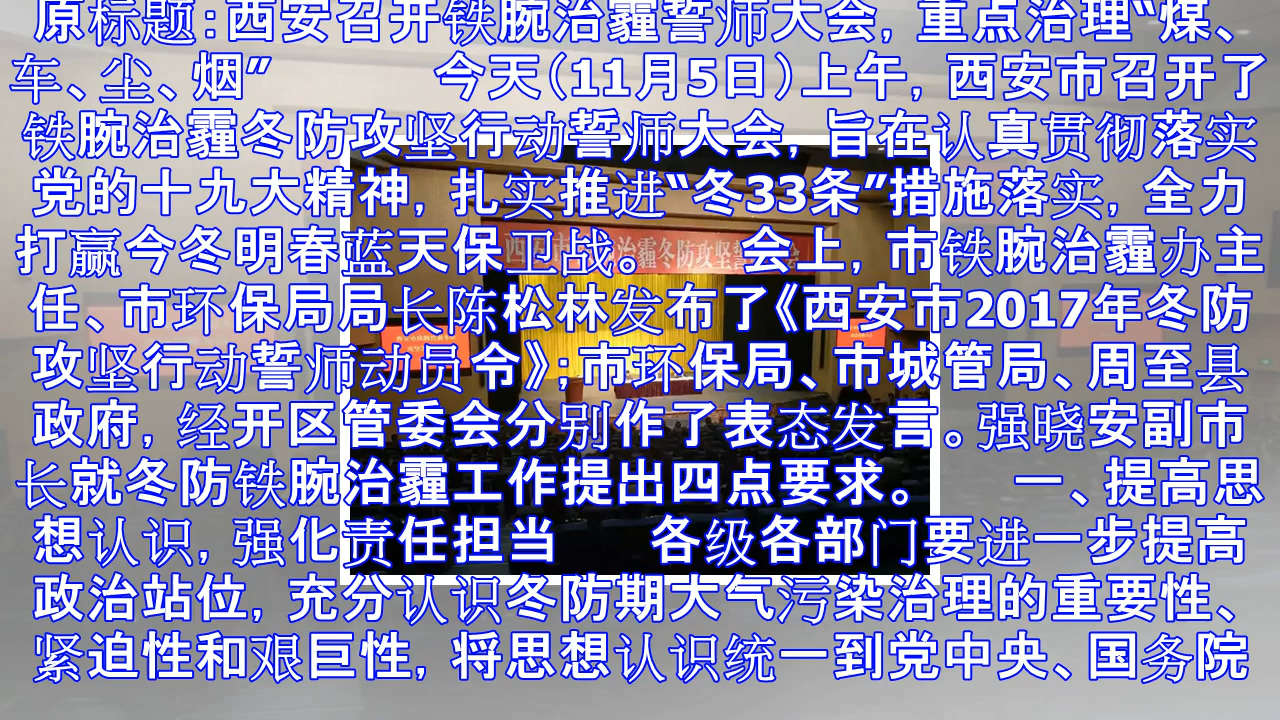 原标题:西安召开铁腕治霾誓师大会,重点治理“煤、
车、尘、烟” 今天(11月5日)上午,西安市召开了
铁腕治霾冬防攻坚行动誓师大会,旨在认真贯彻落实
党的十九大精神,扎实推进“冬33条”措施落实,全力
打赢今冬明春蓝天保卫战。 会上,市铁腕治霾办主
任、市环保局局长陈松林发布了《西安市2017年冬防
攻坚行动誓师动员令》;市环保局、市城管局、周至县
政府,经开区管委会分别作了表态发言。强晓安副市
长就冬防铁腕治霾工作提出四点要求。 一、提高思
想认识,强化责任担当 各级各部门要进一步提高
政治站位,充分认识冬防期大气污染治理的重要性、
紧迫性和艰巨性,将思想认识统一到党中央、国务院